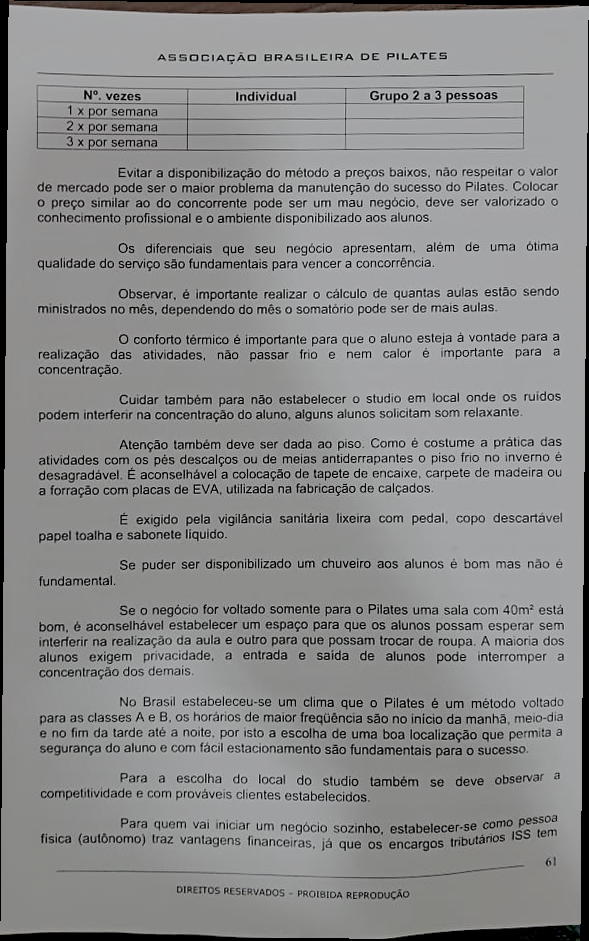 ASSOCIAÇÃO BRASILEIRA DE PILATES
Nº. vezes Individual Grupo 2 a 3 pessoas
1 x por semana
2 x por semana
3 x por semana
Evitar a disponibilização do método a preços baixos, não respeitar o valor
de mercado pode ser o maior problema da manutenção do sucesso do Pilates. Colocar
o preço similar ao do concorrente pode ser um mau negócio, deve ser valorizado o
conhecimento profissional e o ambiente disponibilizado aos alunos.
Os diferenciais que seu negócio apresentam, além de uma ótima
qualidade do serviço são fundamentais para vencer a concorrência.
Observar, é importante realizar o cálculo de quantas aulas estão sendo
ministrados no mês, dependendo do mês o somatório pode ser de mais aulas.
O conforto térmico é importante para que o aluno esteja à vontade para a
realização das atividades, não passar frio e nem calor é importante para a
concentração.
Cuidar também para não estabelecer o studio em local onde os ruídos
podem interferir na concentração do aluno, alguns alunos solicitam som relaxante.
Atenção também deve ser dada ao piso. Como é costume a prática das
atividades com os pés descalços ou de meias antiderrapantes o piso frio no inverno é
desagradável. É aconselhável a colocação de tapete de encaixe, carpete de madeira ou
a forração com placas de EVA, utilizada na fabricação de calçados.
É exigido pela vigilância sanitária lixeira com pedal, copo descartável
papel toalha e sabonete líquido.
Se puder ser disponibilizado um chuveiro aos alunos é bom mas não é
fundamental.
Se o negócio for voltado somente para o Pilates uma sala com 40m² está
bom, é aconselhável estabelecer um espaço para que os alunos possam esperar sem
interferir na realização da aula e outro para que possam trocar de roupa. A maioria dos
alunos exigem privacidade, a entrada e saída de alunos pode interromper a
concentração dos demais.
No Brasil estabeleceu-se um clima que o Pilates é um método voltado
para as classes A e B, os horários de maior freqüência são no início da manhã, meio-dia
e no fim da tarde até a noite, por isto a escolha de uma boa localização que permita a
segurança do aluno e com fácil estacionamento são fundamentais para o sucesso.
Para a escolha do local do studio também se deve observar a
competitividade e com prováveis clientes estabelecidos.
Para quem vai iniciar um negócio sozinho, estabelecer-se como pessoa
física (autônomo) traz vantagens financeiras, já que os encargos tributários ISS tem
61
DIREITOS RESERVADOS – PROIBIDA REPRODUÇÃO